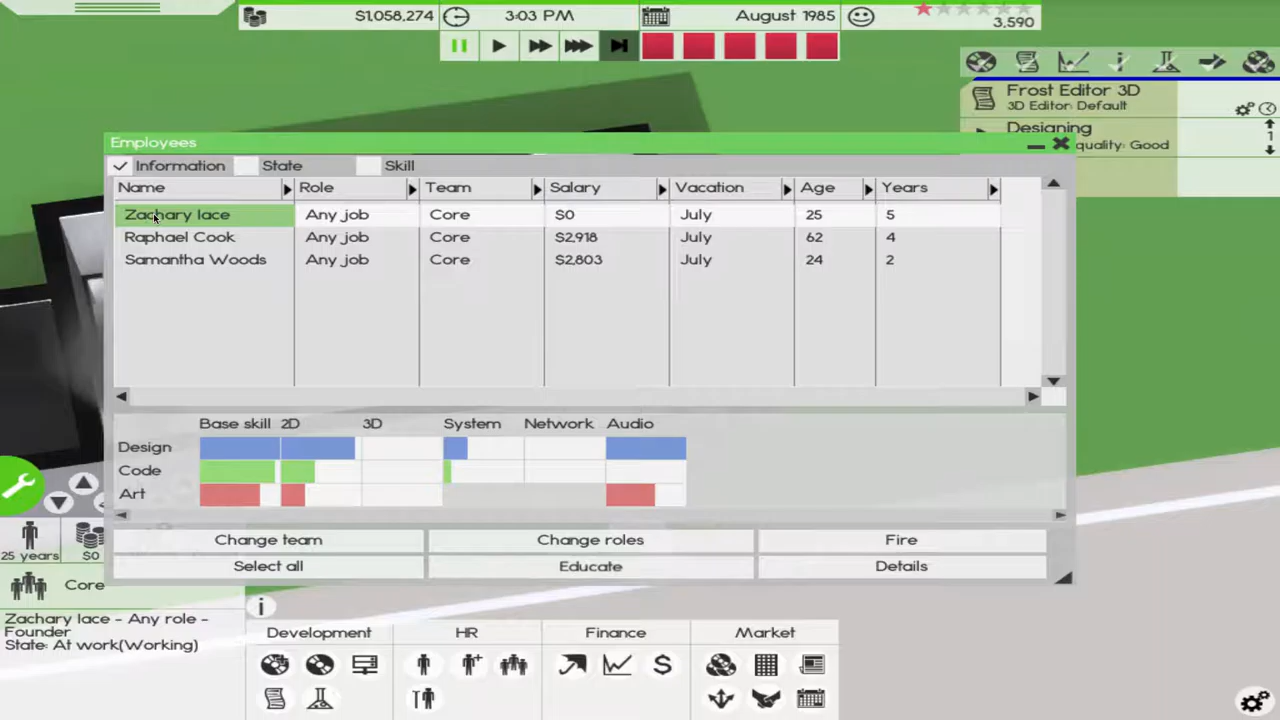 $1,058,274
3:03 PM
August 1985
3.590
Frost Editor 3D
3D Editor: Default
Designing
quality: Good
1
Employees
Information State Skill
Name Role Team Salary Vacation Age Years
Zachary lace Any job Core $0 July 25 5
Raphael Cook Any job Core $2,918 July 62 4
Samantha Woods Any job Core $2,803 July 24 2
Base skill 2D 3D System Network Audio
Design
Code
Art
Change team Change roles Fire
Select all Educate Details
25 years $0
Core
Zachary lace - Any role -
Founder
State: At work(Working)
Development HR Finance Market